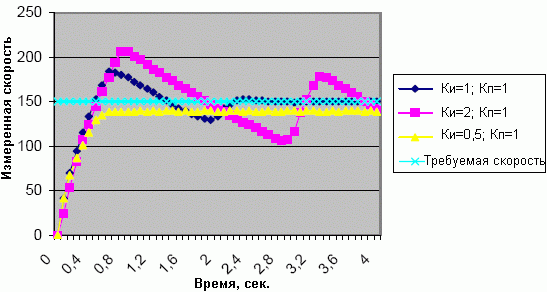 250
200
150
100
50
0
Измеренная скорость
0
0,4
0,8
1,2
1,6
2
2,4
2,8
3,2
3,6
4
Время, сек.
Ки=1; Кп=1
Ки=2; Кп=1
Ки=0,5; Кп=1
Требуемая скорость